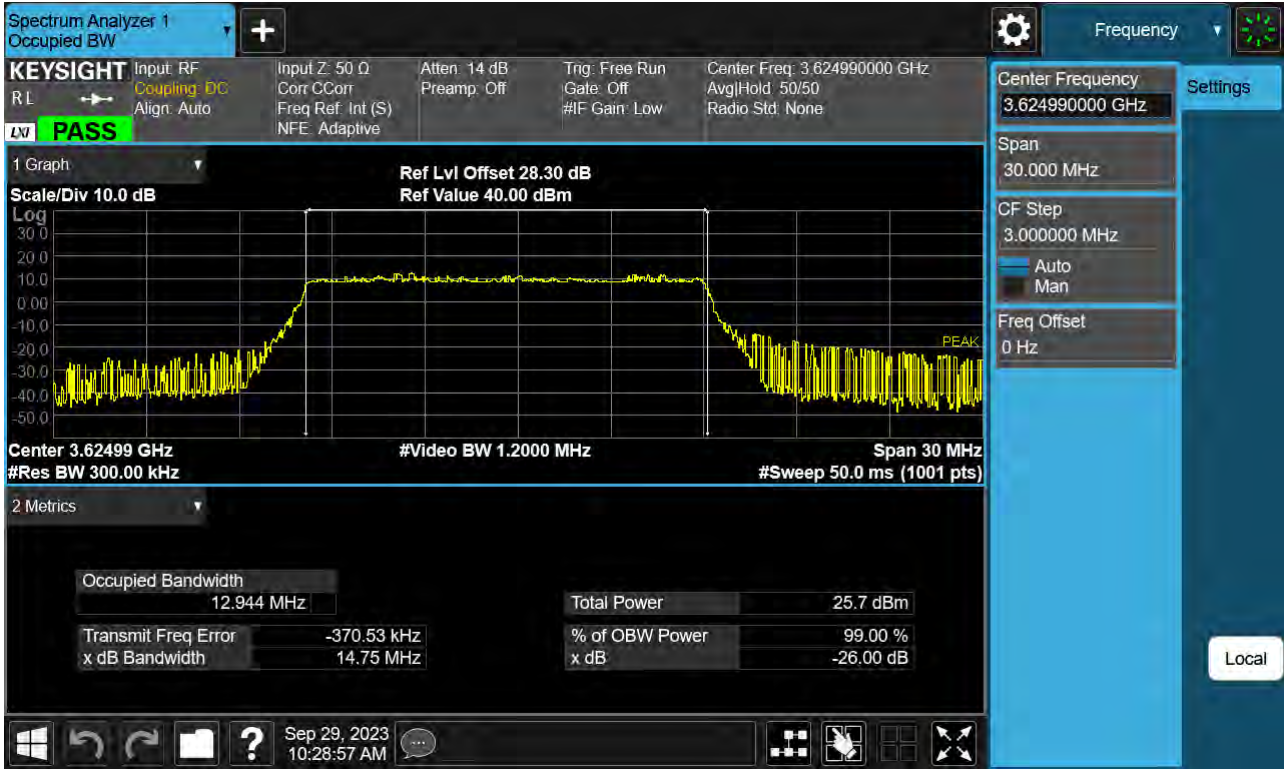 Spectrum Analyzer 1
Occupied BW
Frequency
KEYSIGHT
RL
LXI
PASS
Input: RF
Coupling: DC
Align: Auto
Input Z: 50 Ω
Corr CCorr
Freq Ref: Int (S)
NFE: Adaptive
Atten: 14 dB
Preamp: Off
Trig: Free Run
Gate: Off
#IF Gain: Low
Center Freq: 3.624990000 GHz
Avg|Hold: 50/50
Radio Std: None
Center Frequency
3.624990000 GHz
Settings
Span
30.000 MHz
CF Step
3.000000 MHz
Auto
Man
Freq Offset
0 Hz
1 Graph
Scale/Div 10.0 dB
Ref Lvl Offset 28.30 dB
Ref Value 40.00 dBm
Log
30.0
20.0
10.0
0.00
-10.0
-20.0
-30.0
-40.0
-50.0
PEAK
Center 3.62499 GHz
#Video BW 1.2000 MHz
Span 30 MHz
#Res BW 300.00 kHz
#Sweep 50.0 ms (1001 pts)
2 Metrics
Occupied Bandwidth
12.944 MHz
Total Power 25.7 dBm
Transmit Freq Error -370.53 kHz
% of OBW Power 99.00 %
x dB Bandwidth 14.75 MHz
x dB -26.00 dB
Local
?
Sep 29, 2023
10:28:57 AM